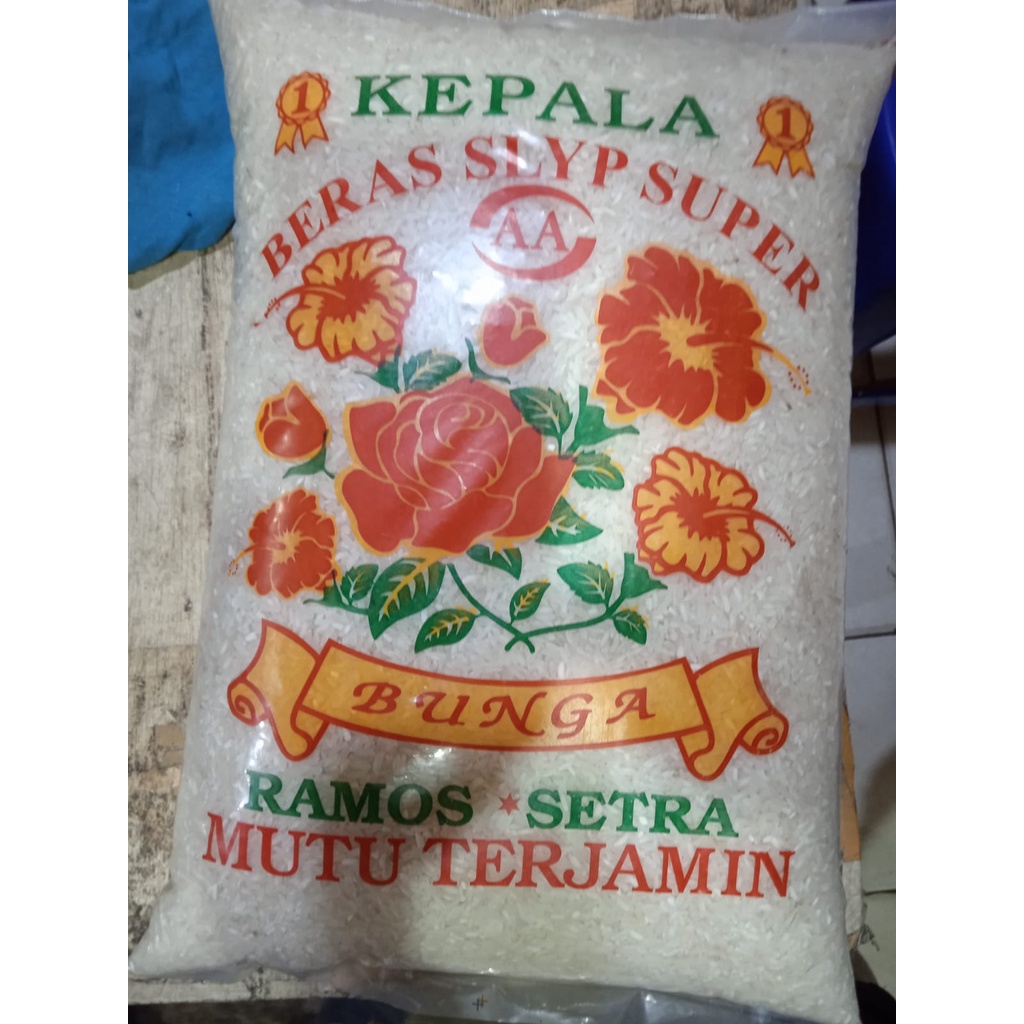 1 KEPALA 1
BERAS SLYP SUPER
AA
BUNGA
RAMOS * SETRA
MUTU TERJAMIN